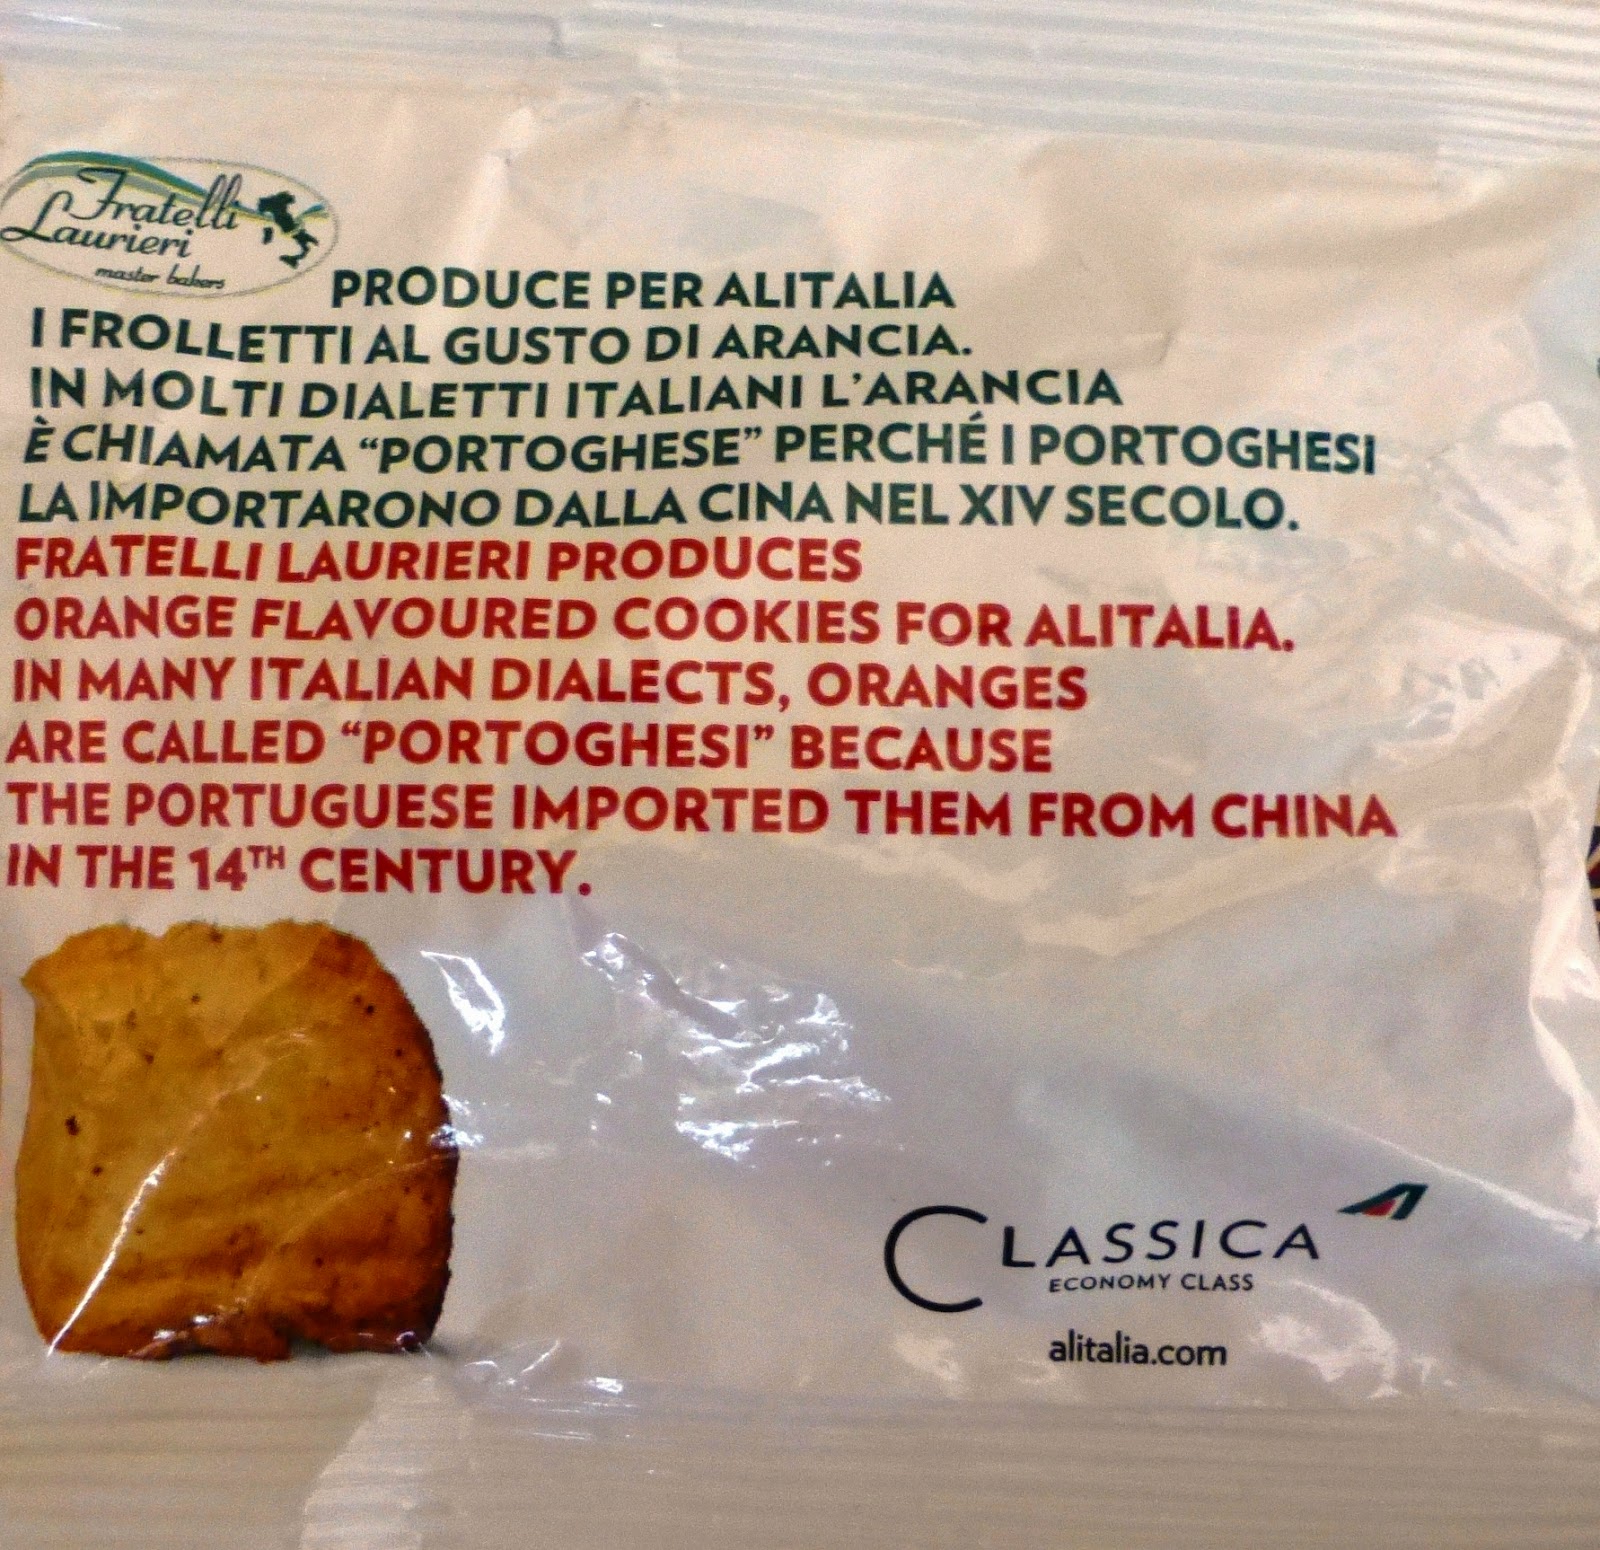 Fratelli
Laurieri
master bakers
PRODUCE PER ALITALIA
I FROLLETTI AL GUSTO DI ARANCIA.
IN MOLTI DIALETTI ITALIANI L'ARANCIA
È CHIAMATA “PORTOGHESE” PERCHÉ I PORTOGHESI
LA IMPORTARONO DALLA CINA NEL XIV SECOLO.
FRATELLI LAURIERI PRODUCES
ORANGE FLAVOURED COOKIES FOR ALITALIA.
IN MANY ITALIAN DIALECTS, ORANGES
ARE CALLED “PORTOGHESI” BECAUSE
THE PORTUGUESE IMPORTED THEM FROM CHINA
IN THE 14TH CENTURY.
CLASSICA
ECONOMY CLASS
alitalia.com